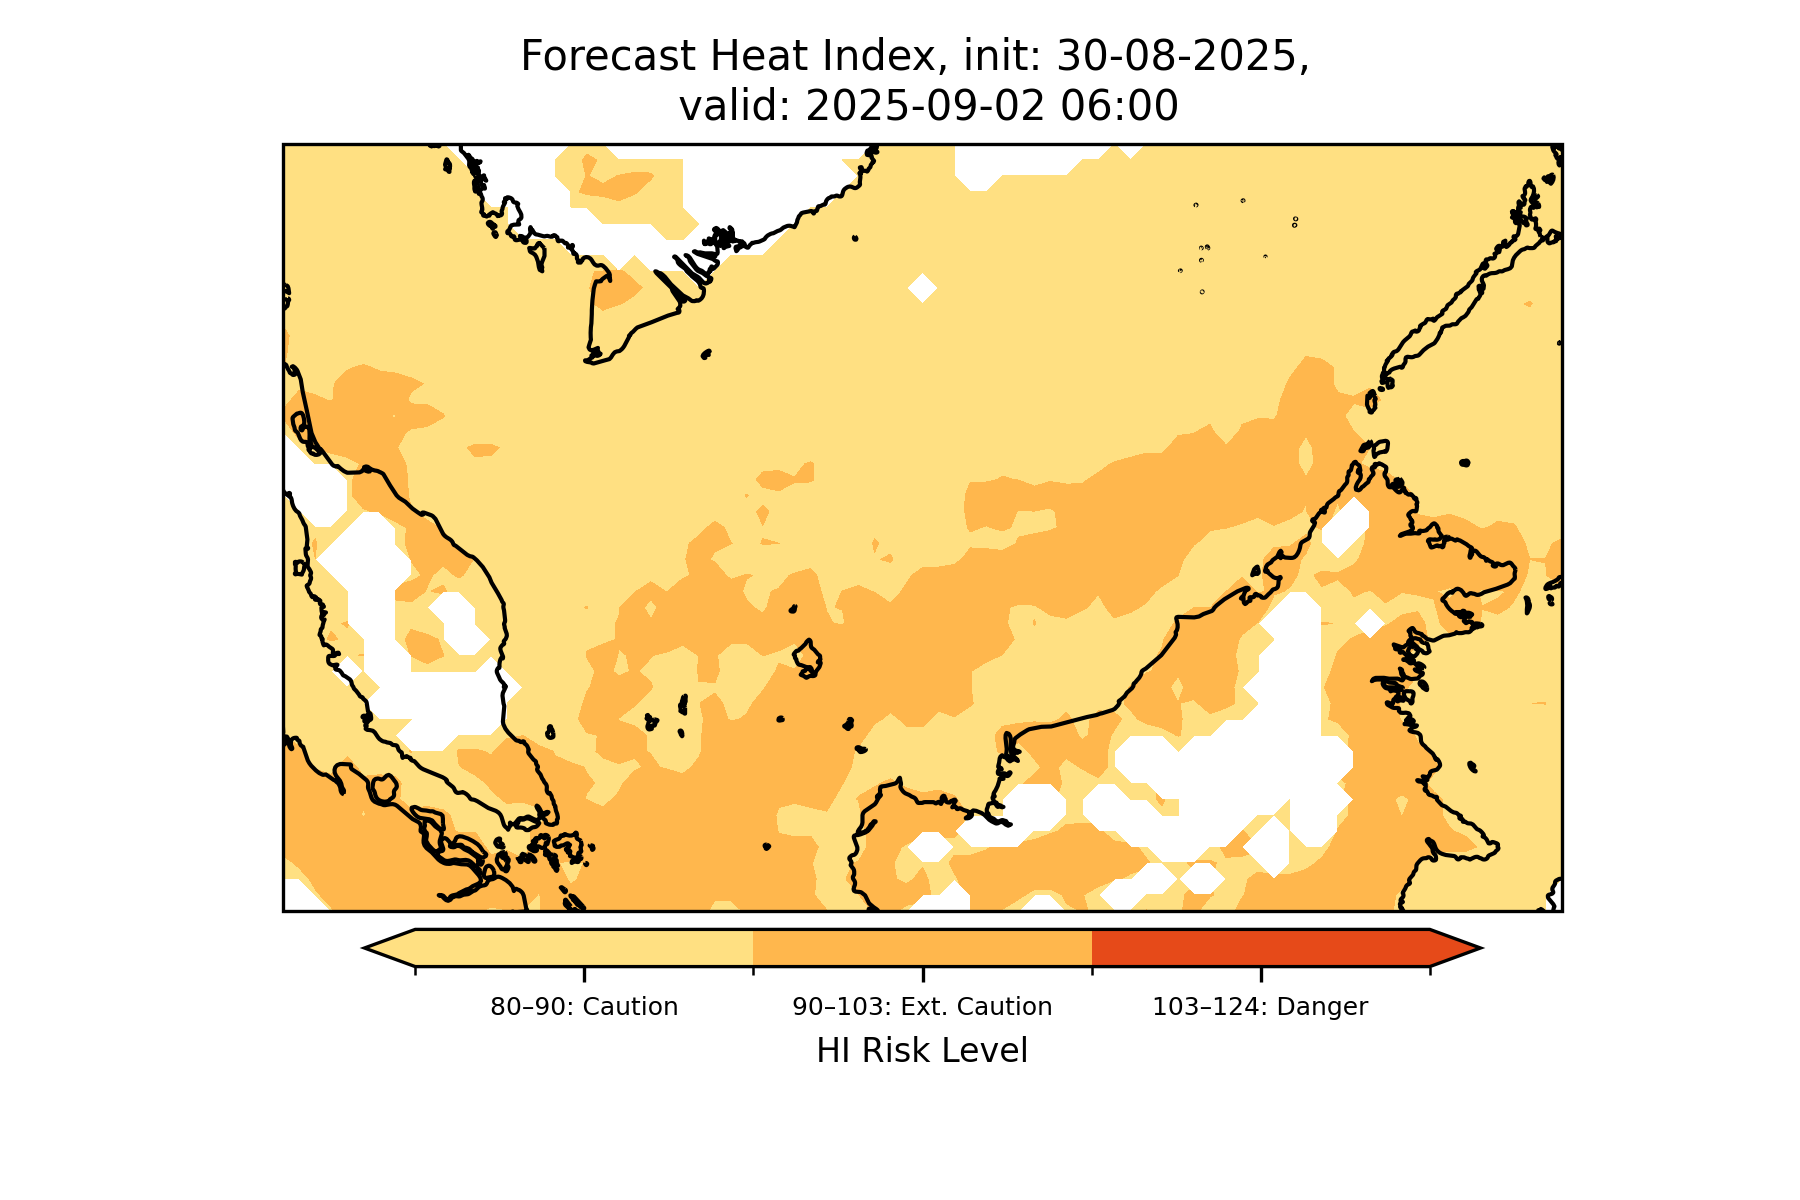 Forecast Heat Index, init: 30-08-2025,
valid: 2025-09-02 06:00
80–90: Caution
90–103: Ext. Caution
103–124: Danger
HI Risk Level